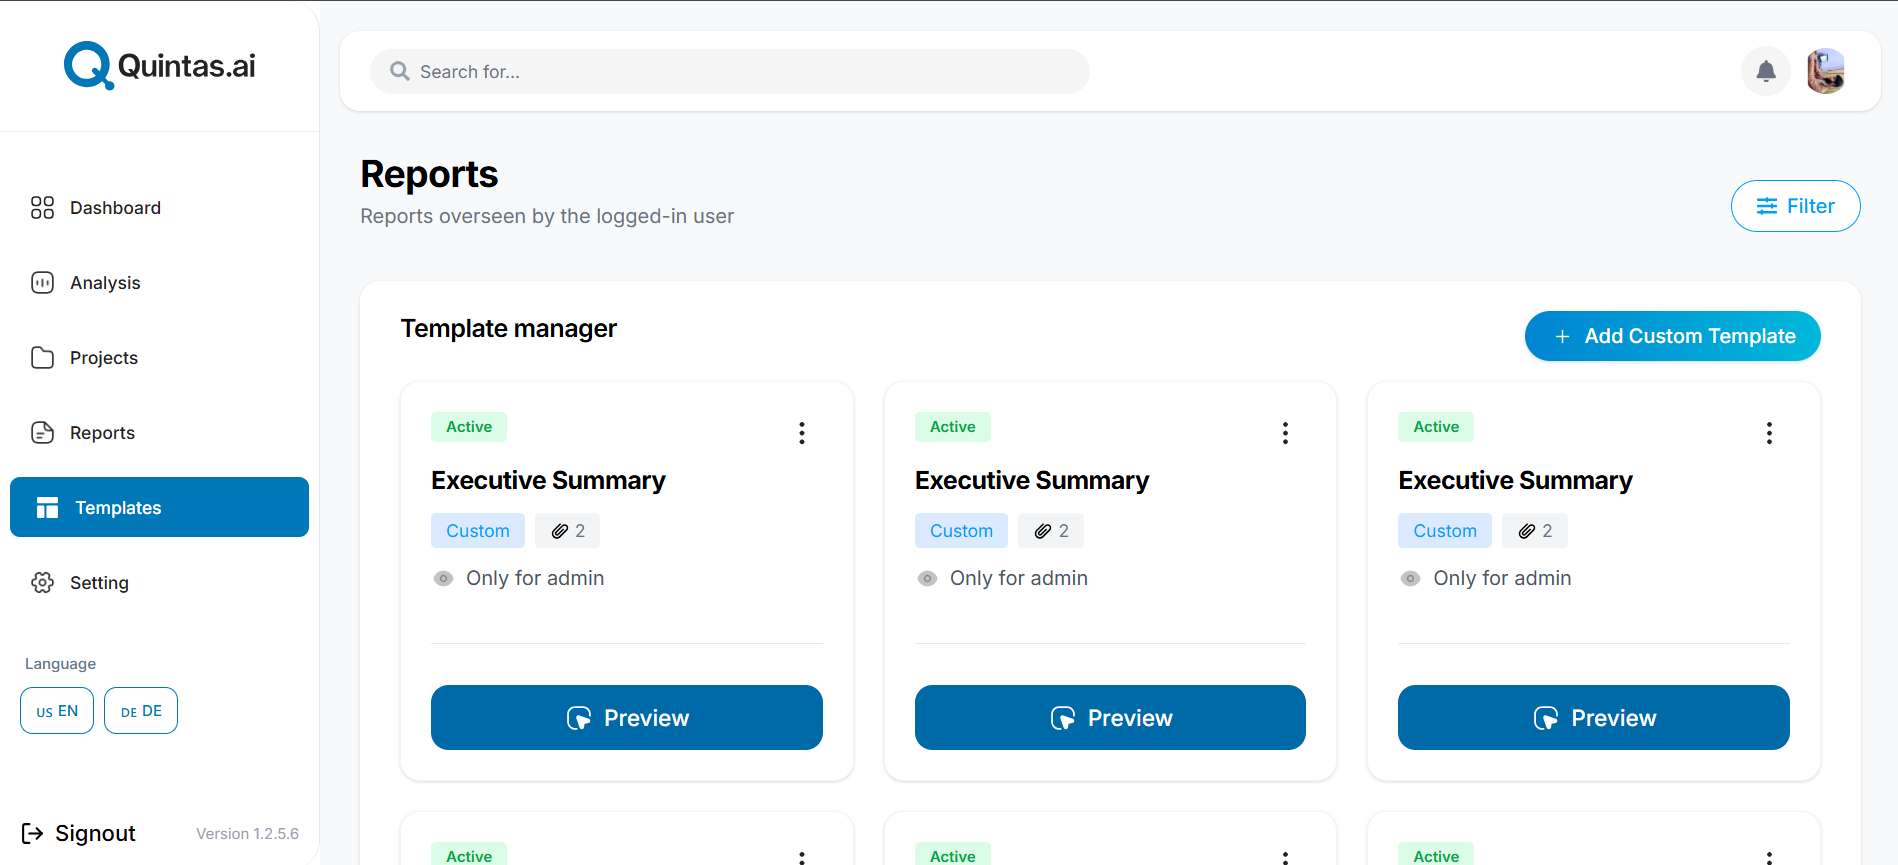 Quintas.ai
Search for...
Dashboard
Analysis
Projects
Reports
Templates
Setting
Language
US EN
DE DE
Signout
Version 1.2.5.6
Reports
Reports overseen by the logged-in user
Filter
Template manager
+ Add Custom Template
Active
Executive Summary
Custom
2
Only for admin
Preview
Active
Executive Summary
Custom
2
Only for admin
Preview
Active
Executive Summary
Custom
2
Only for admin
Preview
Active
Active
Active